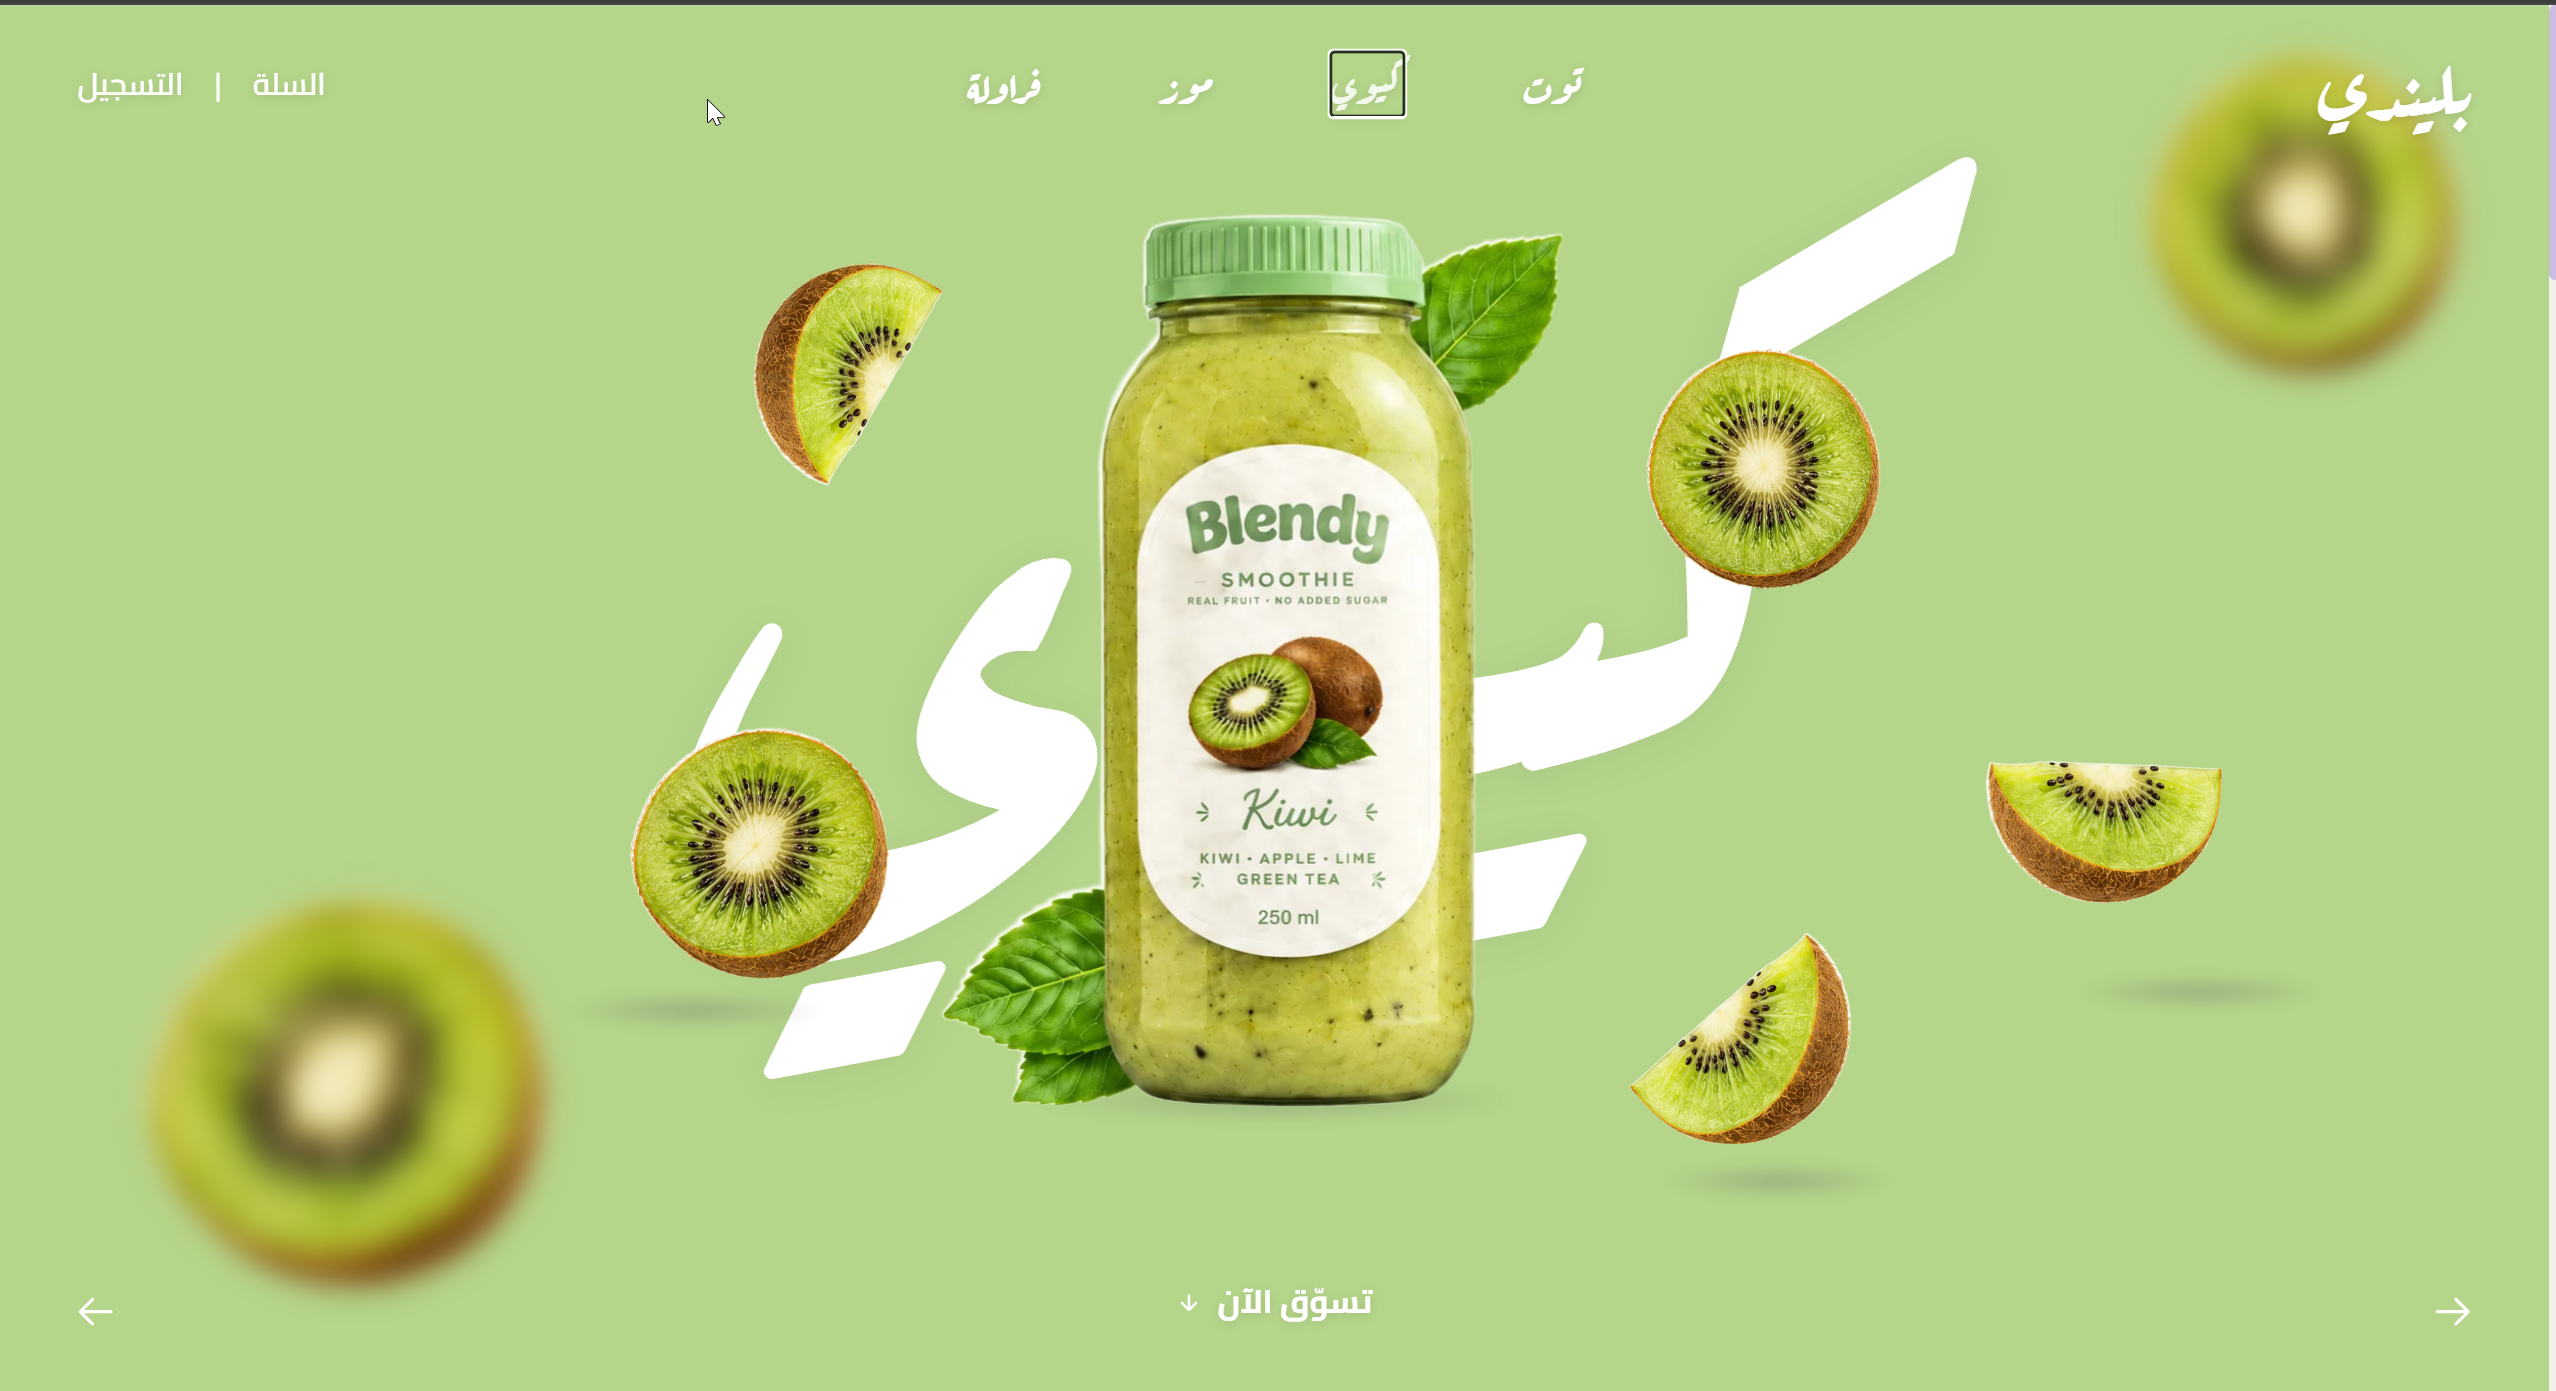 بليندي
توت
كيوي
موز
فراولة
السلة | التسجيل
كيوي
Blendy
SMOOTHIE
REAL FRUIT • NO ADDED SUGAR
Kiwi
KIWI • APPLE • LIME
GREEN TEA
250 ml
تسوّق الآن ↓